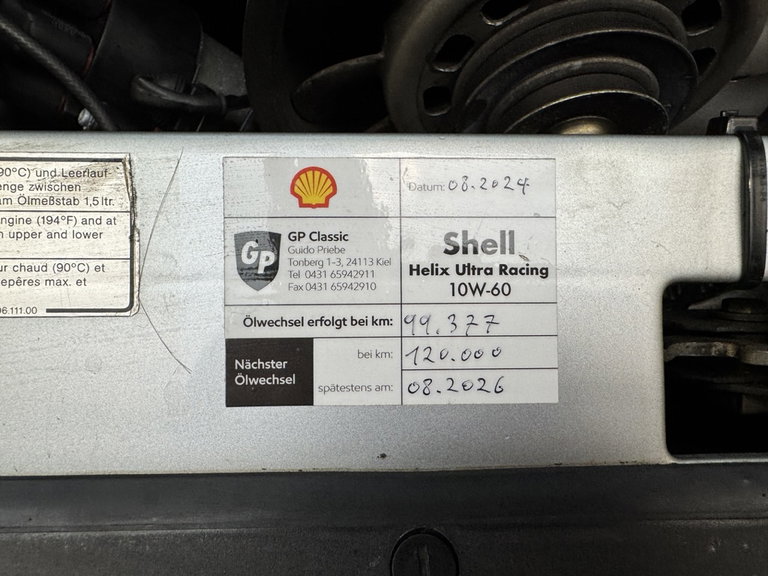 90°C) und Leerlauf
enge zwischen
am Ölmeßstab 1,5 ltr.
ngine (194°F) and at
n upper and lower
ur chaud (90°C) et
epères max. et
96.111.00
Datum: 08.2024
GP
GP Classic
Guido Priebe
Tonberg 1-3, 24113 Kiel
Tel 0431 65942911
Fax 0431 65942910
Shell
Helix Ultra Racing
10W-60
Ölwechsel erfolgt bei km: 99.377
Nächster
Ölwechsel
bei km: 120.000
spätestens am: 08.2026